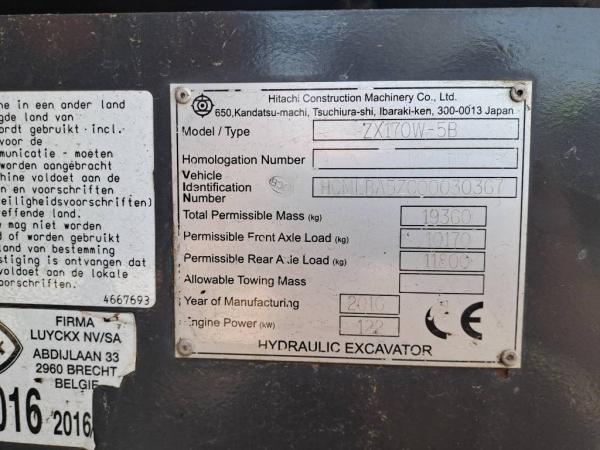 ne in een ander land
gde land van
ordt gebruikt - incl.
voor de
municatie - moeten
worden aangebracht
hine voldoet aan de
n en voorschriften
eiligheidsvoorschriften)
reffende land.
e mag niet worden
d of worden gebruikt
land van bestemming
stiging is ontvangen dat
voldoet aan de lokale
oorschriften.
4667693
FIRMA
LUYCKX NV/SA
ABDIJLAAN 33
2960 BRECHT
BELGIE
016 2016
Hitachi Construction Machinery Co., Ltd.
650,Kandatsu-machi, Tsuchiura-shi, Ibaraki-ken, 300-0013 Japan
Model / Type ZX170W-5B
Homologation Number
Vehicle
Identification HCMLBA5ZC00030367
Number
Total Permissible Mass (kg) 19360
Permissible Front Axle Load (kg) 10170
Permissible Rear Axle Load (kg) 11800
Allowable Towing Mass
Year of Manufacturing 2016
Engine Power (kW) 122
CE
HYDRAULIC EXCAVATOR